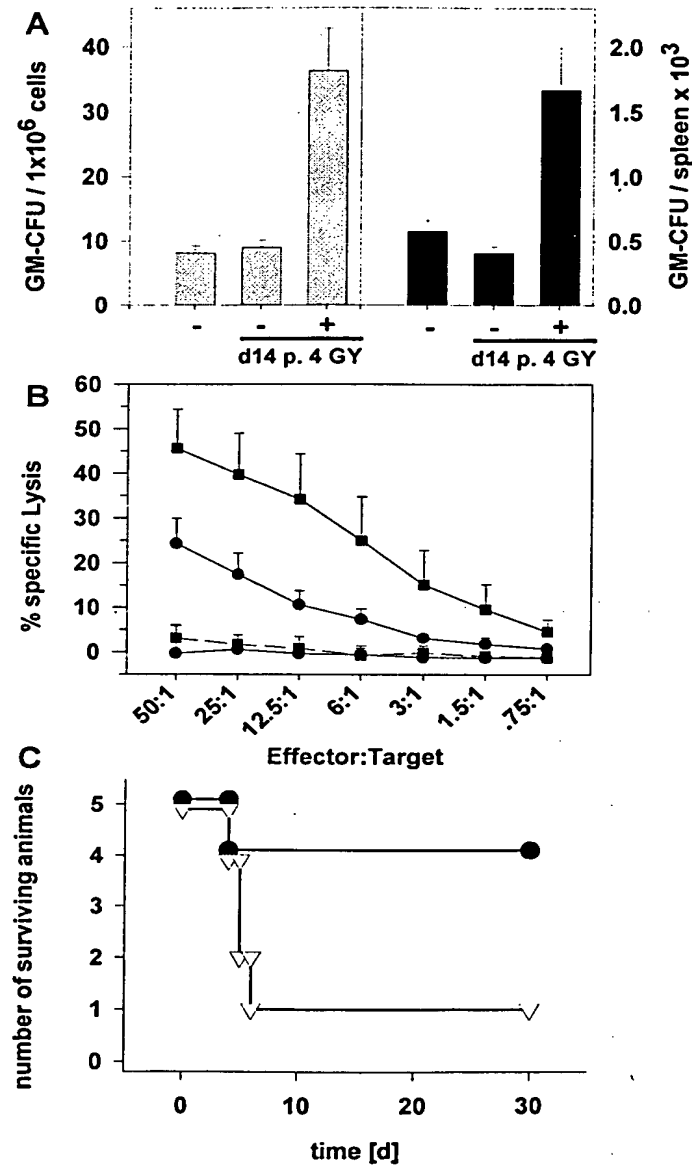 A
GM-CFU / 1x10⁶ cells
40
30
20
10
0
GM-CFU / spleen x 10³
2.0
1.5
1.0
0.5
0.0
- - + - - +
d14 p. 4 GY d14 p. 4 GY
B
% specific Lysis
60
50
40
30
20
10
0
50:1 25:1 12.5:1 6:1 3:1 1.5:1 .75:1
Effector:Target
C
number of surviving animals
5
4
3
2
1
0
0 10 20 30
time [d]